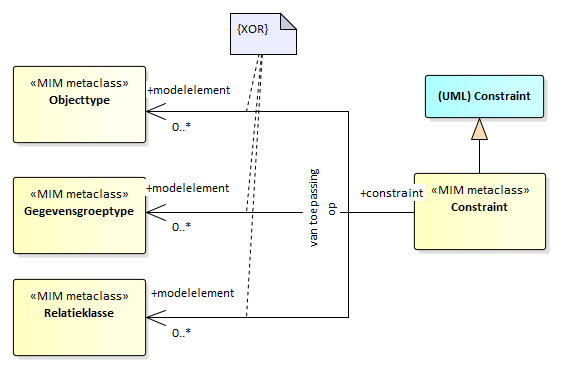 {XOR}
«MIM metaclass»
Objecttype
+modelelement
0..*
(UML) Constraint
«MIM metaclass»
Gegevensgroeptype
+modelelement
0..*
van toepassing
op
+constraint
«MIM metaclass»
Constraint
«MIM metaclass»
Relatieklasse
+modelelement
0..*